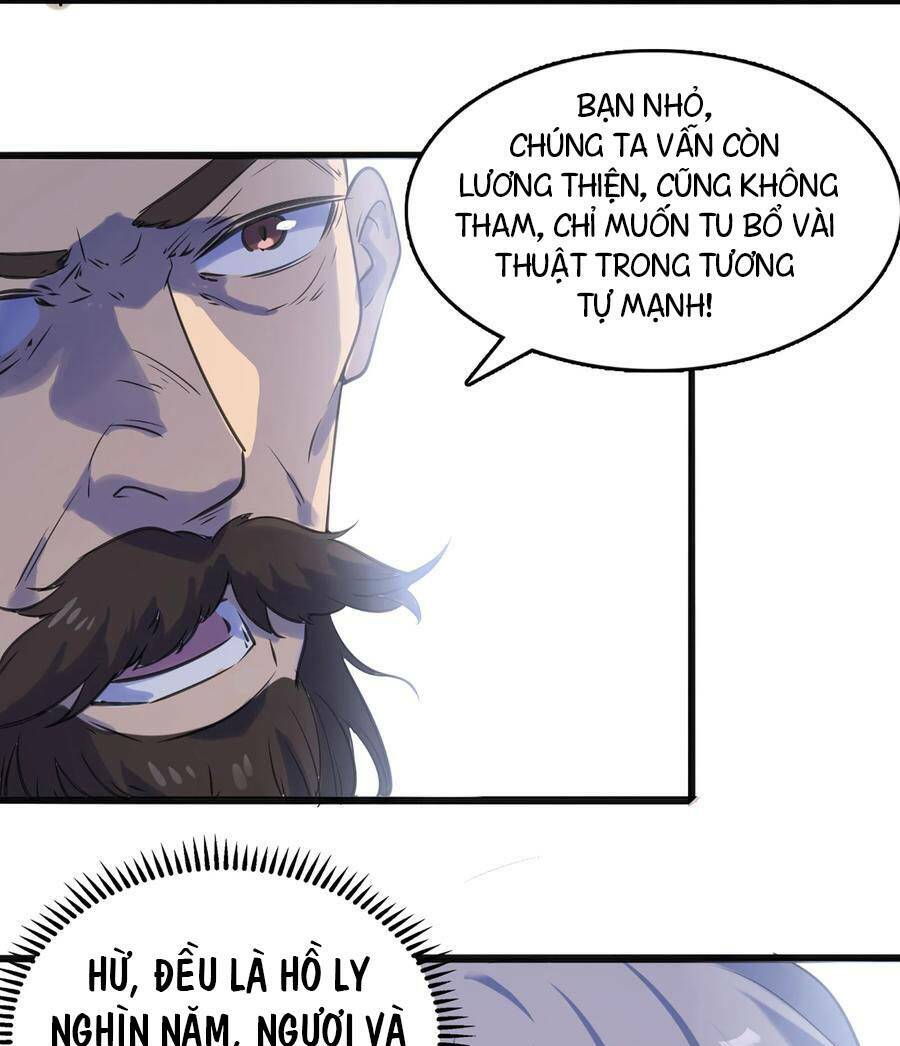 BẠN NHỎ,
CHÚNG TA VẪN CÒN
LƯƠNG THIỆN, CŨNG KHÔNG
THAM, CHỈ MUỐN TU BỔ VÀI
THUẬT TRONG TƯƠNG
TỰ MẠNH!
HỪ, ĐỀU LÀ HỒ LY
NGHÌN NĂM, NGƯƠI VÀ